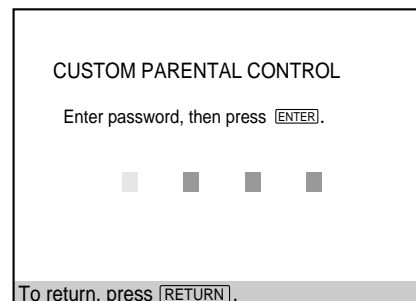 CUSTOM PARENTAL CONTROL
Enter password, then press ENTER.
To return, press RETURN.